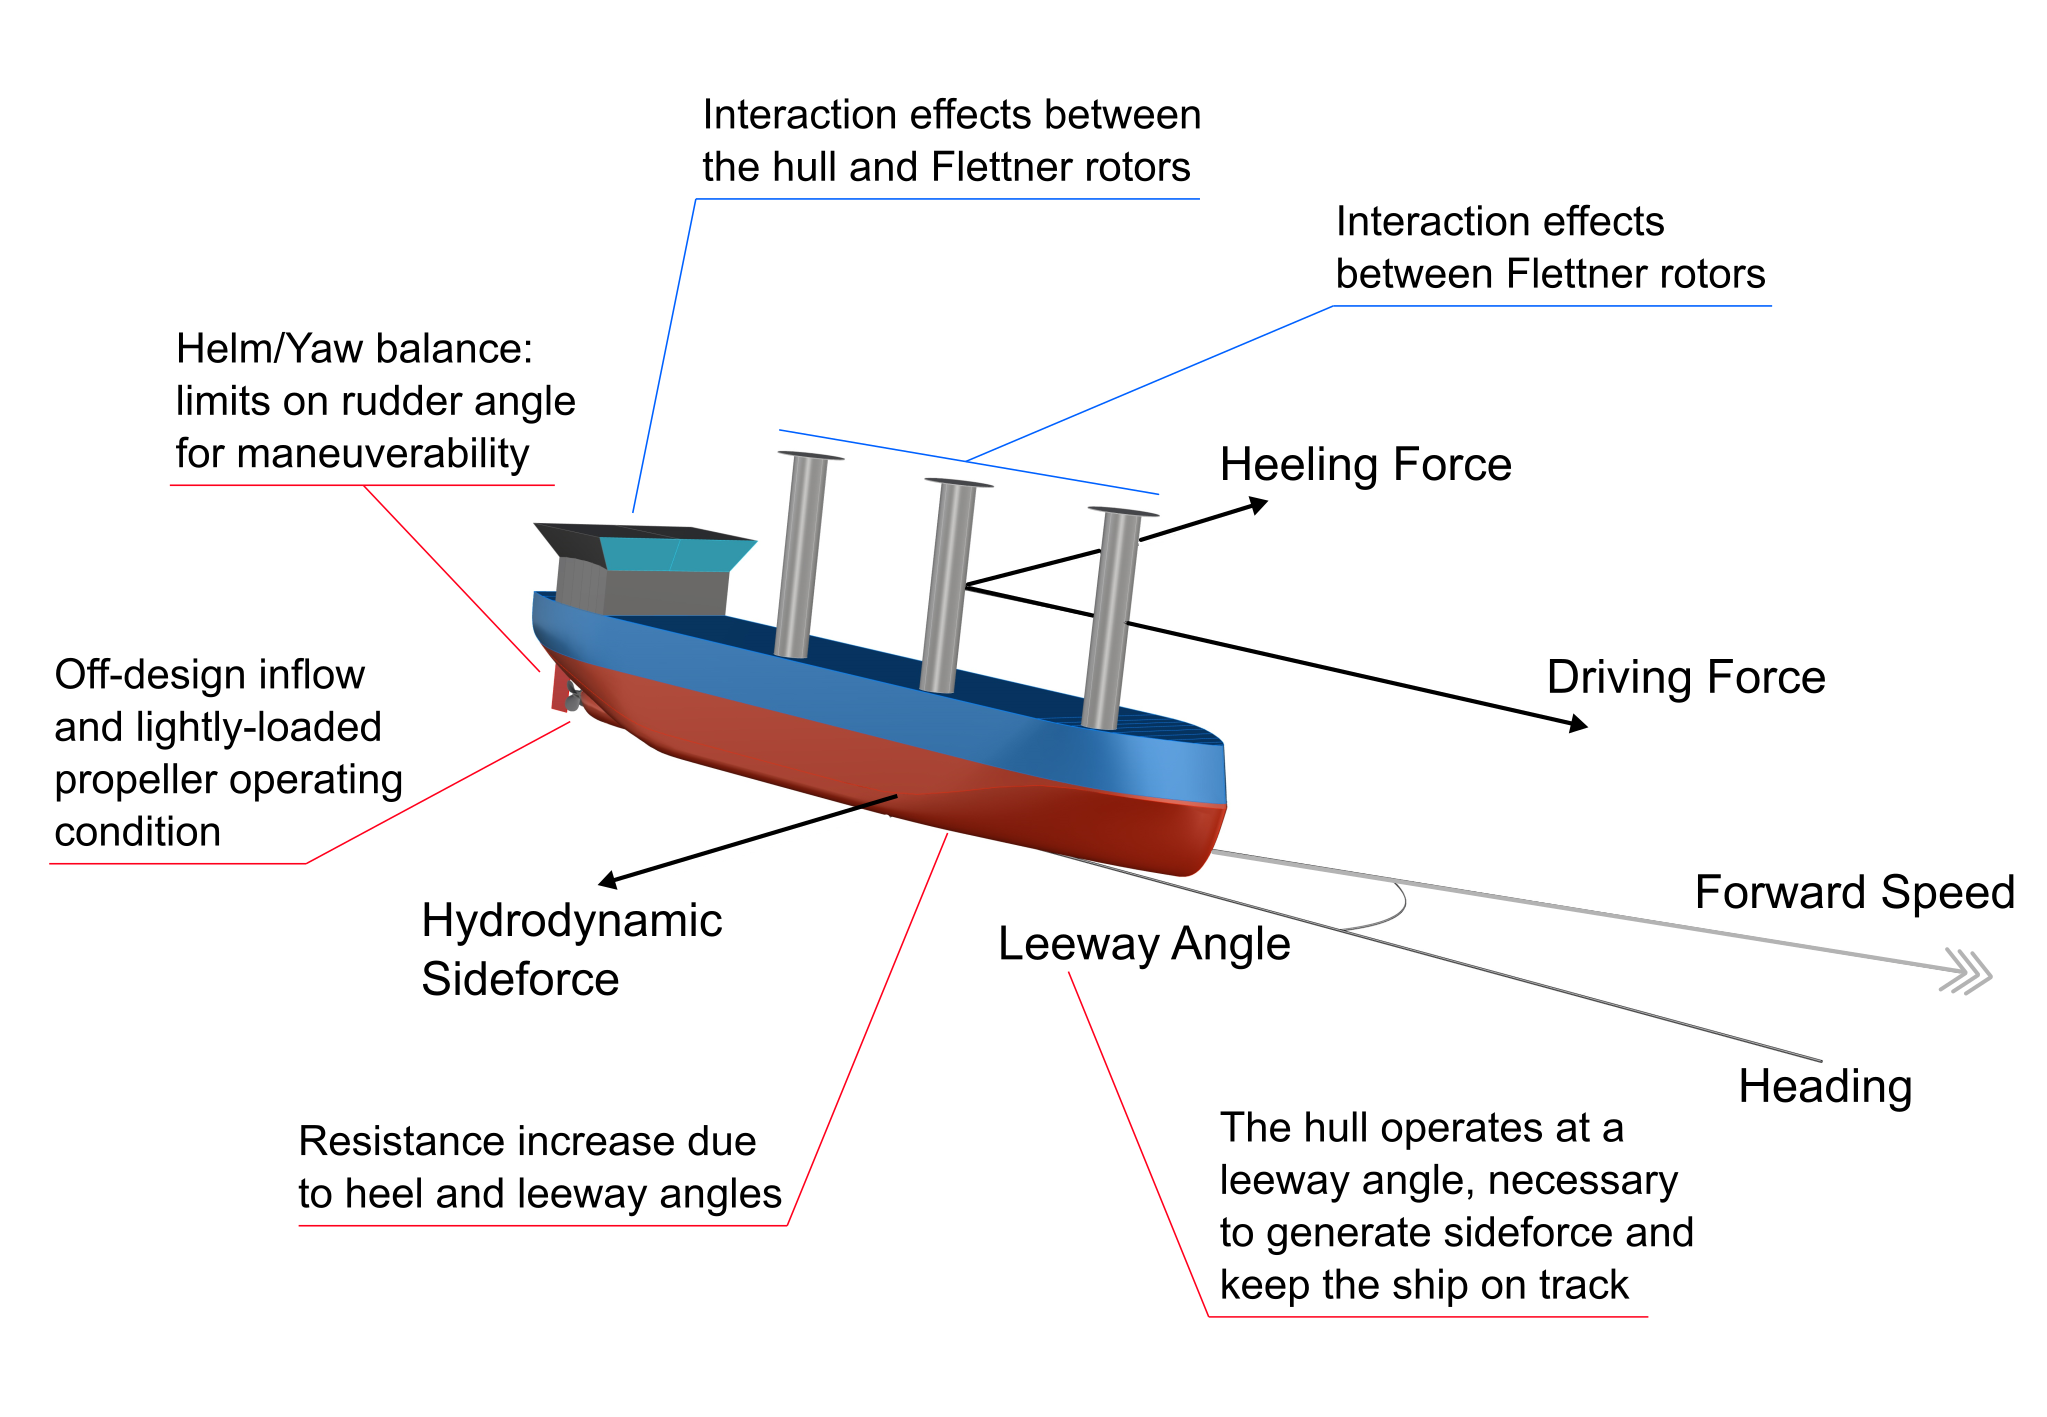 Interaction effects between
the hull and Flettner rotors
Interaction effects
between Flettner rotors
Helm/Yaw balance:
limits on rudder angle
for maneuverability
Heeling Force
Off-design inflow
and lightly-loaded
propeller operating
condition
Driving Force
Hydrodynamic
Sideforce
Leeway Angle
Forward Speed
Heading
Resistance increase due
to heel and leeway angles
The hull operates at a
leeway angle, necessary
to generate sideforce and
keep the ship on track